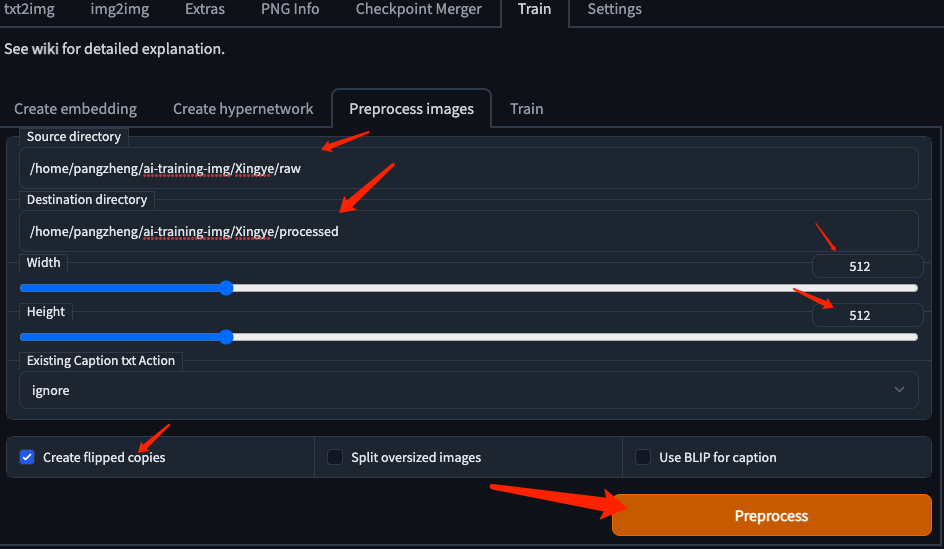 txt2img img2img Extras PNG Info Checkpoint Merger Train Settings
See wiki for detailed explanation.
Create embedding Create hypernetwork Preprocess images Train
Source directory
/home/pangzheng/ai-training-img/Xingye/raw
Destination directory
/home/pangzheng/ai-training-img/Xingye/processed
Width
512
Height
512
Existing Caption txt Action
ignore
Create flipped copies Split oversized images Use BLIP for caption
Preprocess